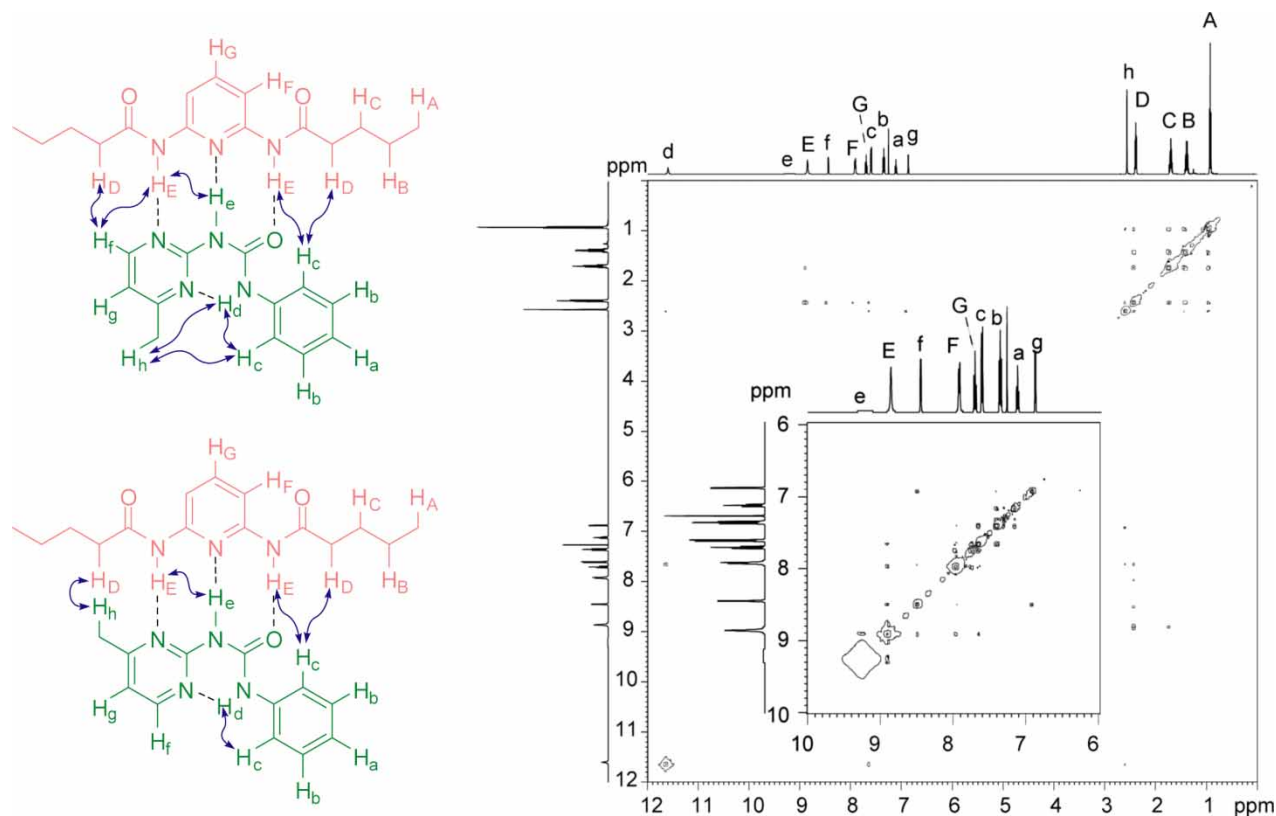 H_G
H_F
O
O
H_C
H_A
N
N
N
H_D
H_E
H_e
H_E
H_D
H_B
H_f
N
N
O
H_c
N
N
H_d
H_b
H_g
H_h
H_c
H_a
H_b
H_G
H_F
O
O
H_C
H_A
N
N
N
H_D
H_E
H_E
H_D
H_B
H_h
H_e
N
N
O
H_c
N
N
H_d
H_b
H_g
H_f
H_c
H_a
H_b
A
h
D
G
c b
C B
E f F a g
d e
ppm
1
2
3
4
5
6
7
8
9
10
11
12
12 11 10 9 8 7 6 5 4 3 2 1 ppm
G c b
E f F a g
e
ppm
6
7
8
9
10
10 9 8 7 6